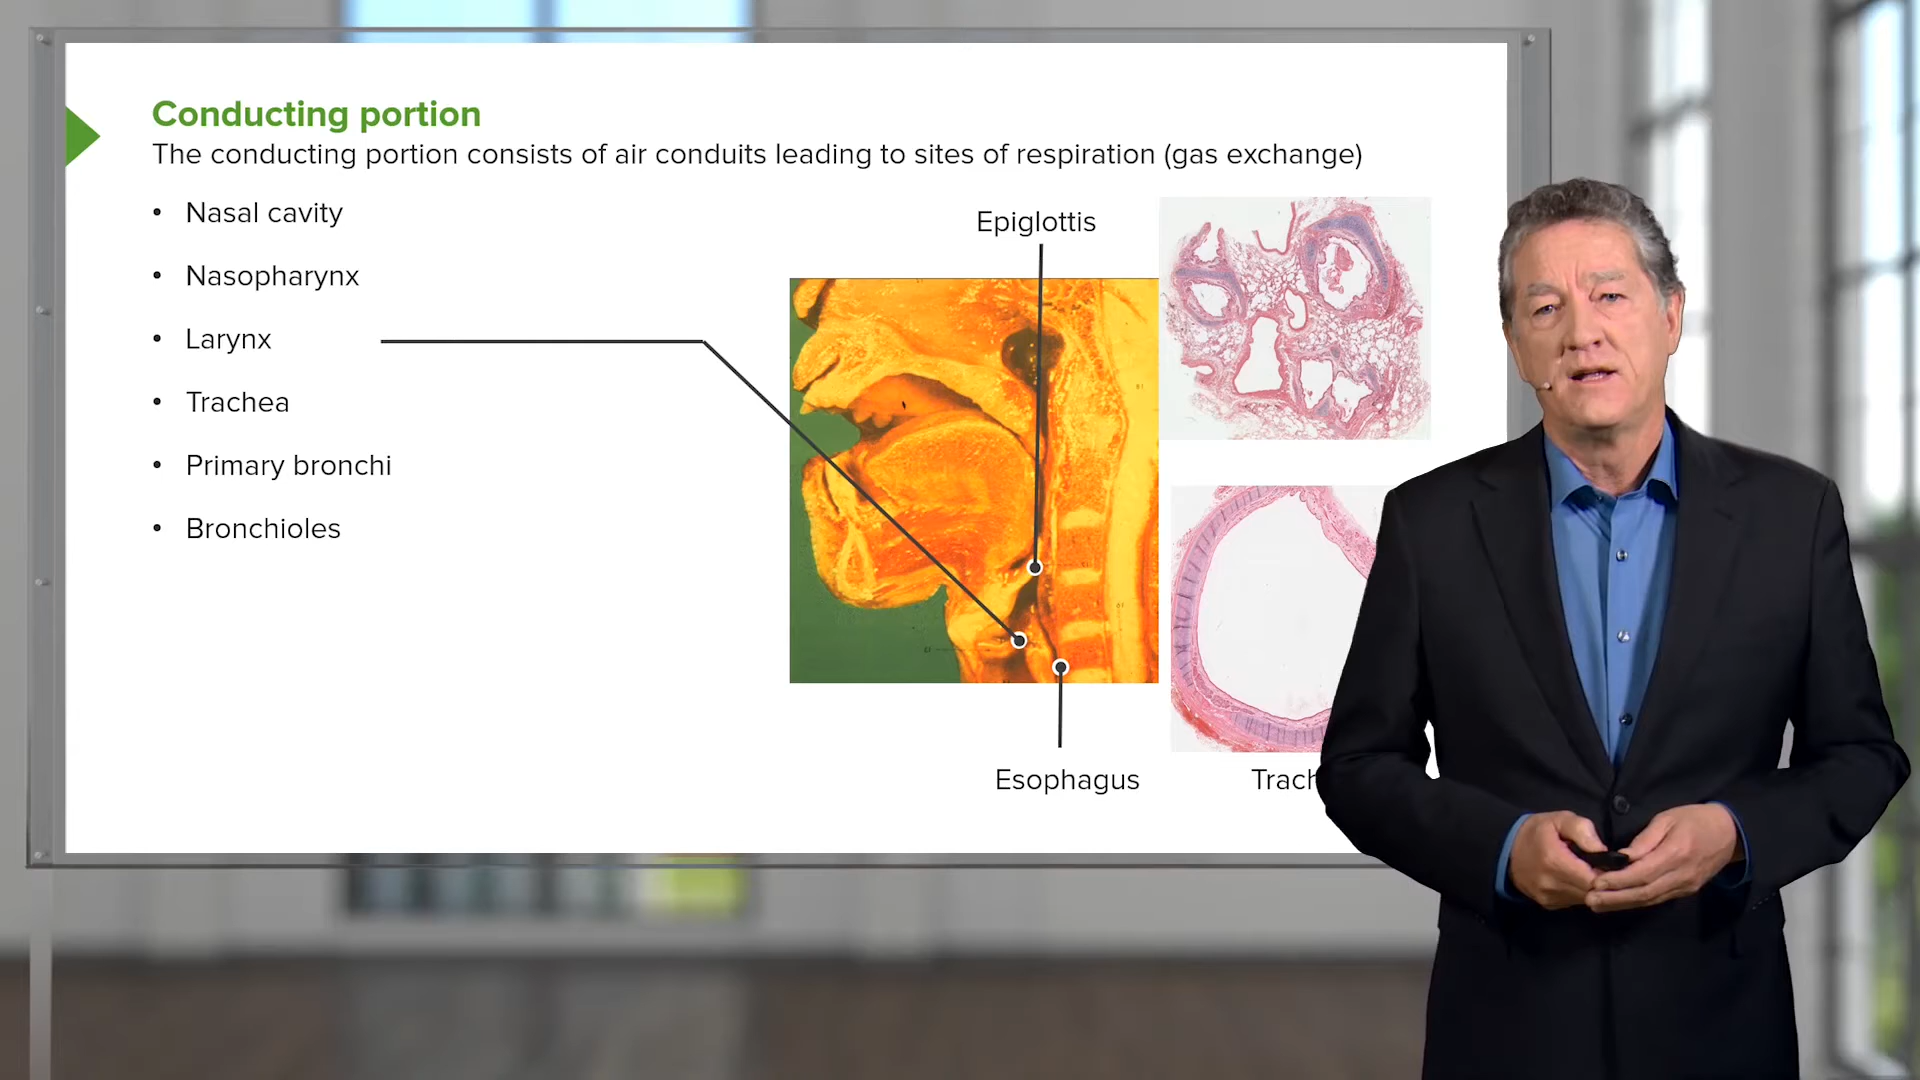 Conducting portion
The conducting portion consists of air conduits leading to sites of respiration (gas exchange)
• Nasal cavity
• Nasopharynx
• Larynx
• Trachea
• Primary bronchi
• Bronchioles
Epiglottis
Esophagus
Trach